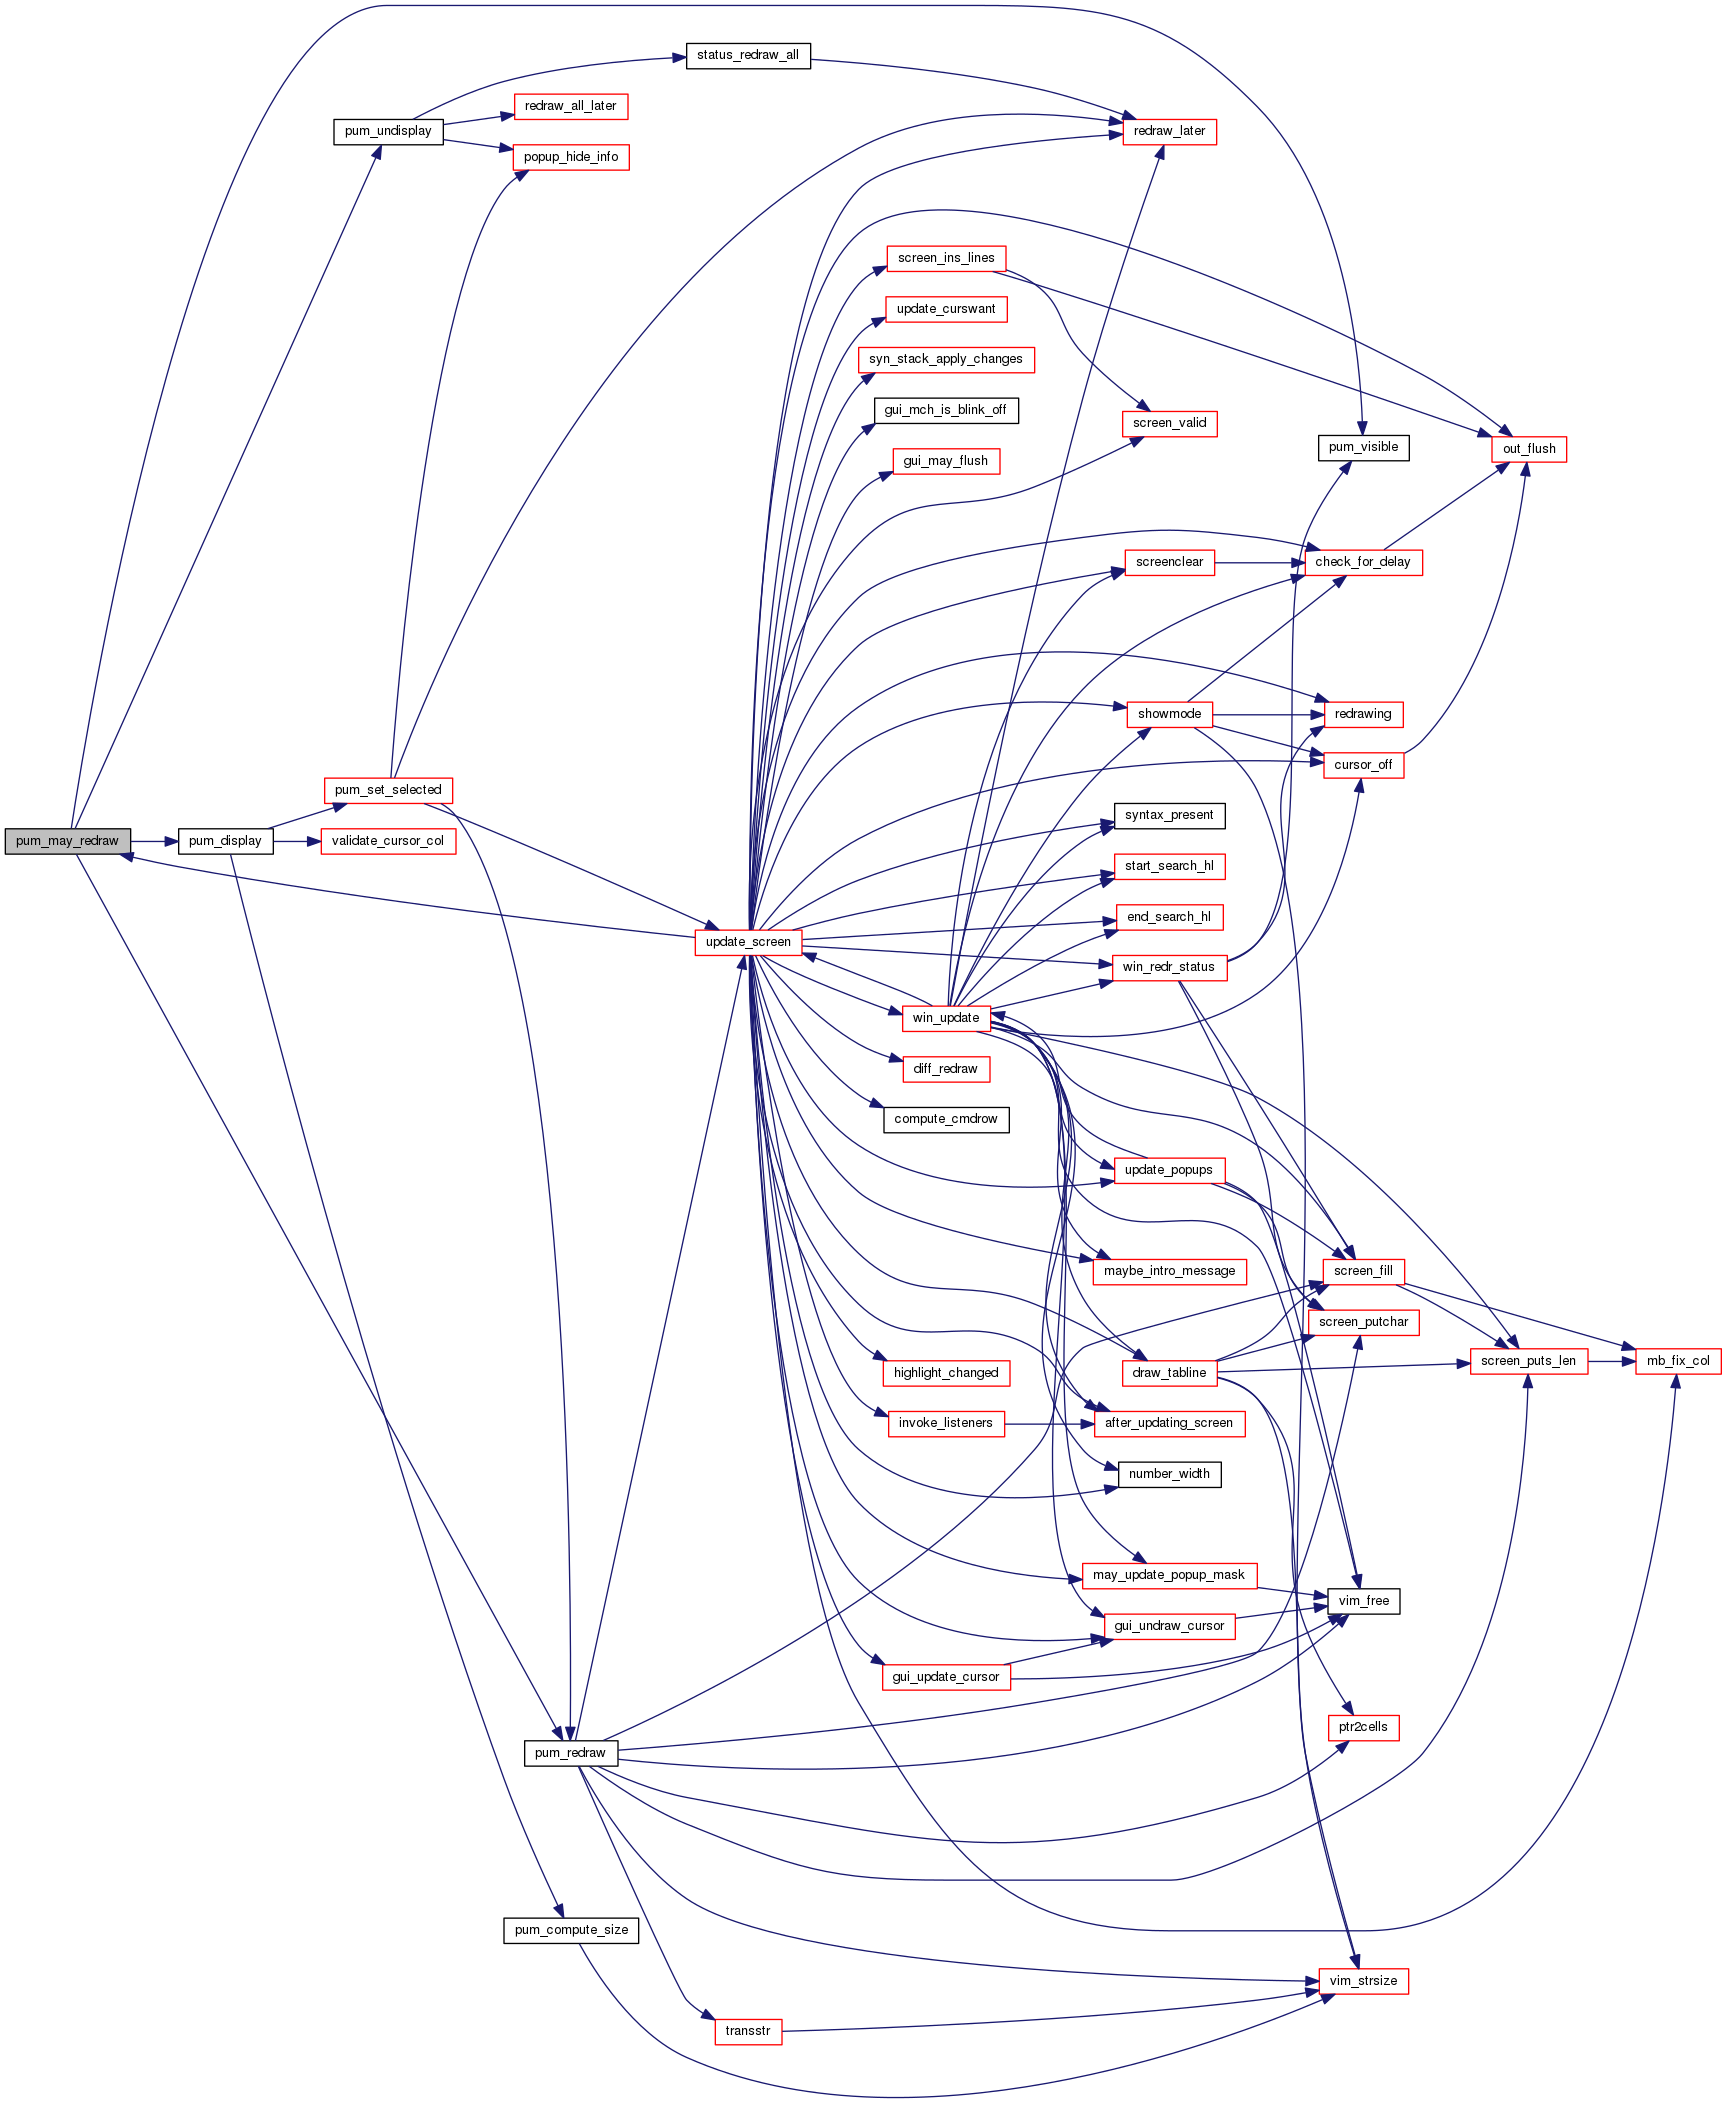 status_redraw_all
redraw_all_later
pum_undisplay
redraw_later
popup_hide_info
screen_ins_lines
update_curswant
syn_stack_apply_changes
gui_mch_is_blink_off
screen_valid
pum_visible
out_flush
gui_may_flush
screenclear
check_for_delay
showmode
redrawing
cursor_off
pum_set_selected
syntax_present
pum_may_redraw
pum_display
validate_cursor_col
start_search_hl
end_search_hl
update_screen
win_redr_status
win_update
diff_redraw
compute_cmdrow
update_popups
maybe_intro_message
screen_fill
screen_putchar
screen_puts_len
mb_fix_col
highlight_changed
draw_tabline
invoke_listeners
after_updating_screen
number_width
may_update_popup_mask
vim_free
gui_undraw_cursor
gui_update_cursor
ptr2cells
pum_redraw
pum_compute_size
vim_strsize
transstr